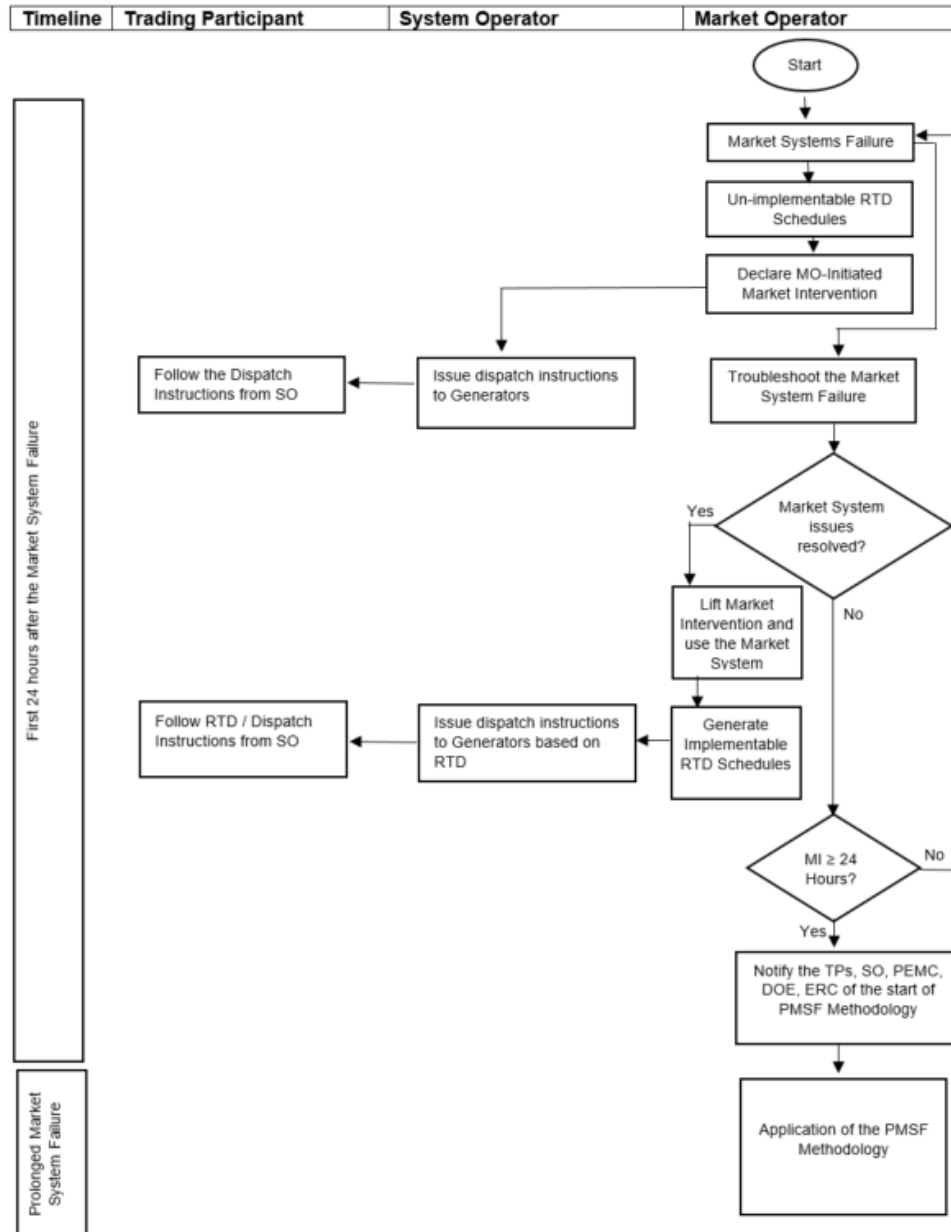 Timeline
Trading Participant
System Operator
Market Operator
Start
Market Systems Failure
Un-implementable RTD
Schedules
Declare MO-Initiated
Market Intervention
Follow the Dispatch
Instructions from SO
Issue dispatch instructions
to Generators
Troubleshoot the Market
System Failure
Market System
issues
resolved?
Yes
No
Lift Market
Intervention and
use the Market
System
Follow RTD / Dispatch
Instructions from SO
Issue dispatch instructions
to Generators based on
RTD
Generate
Implementable
RTD Schedules
MI ≥ 24
Hours?
No
Yes
Notify the TPs, SO, PEMC,
DOE, ERC of the start of
PMSF Methodology
Application of the PMSF
Methodology
First 24 hours after the Market System Failure
Prolonged Market
System Failure